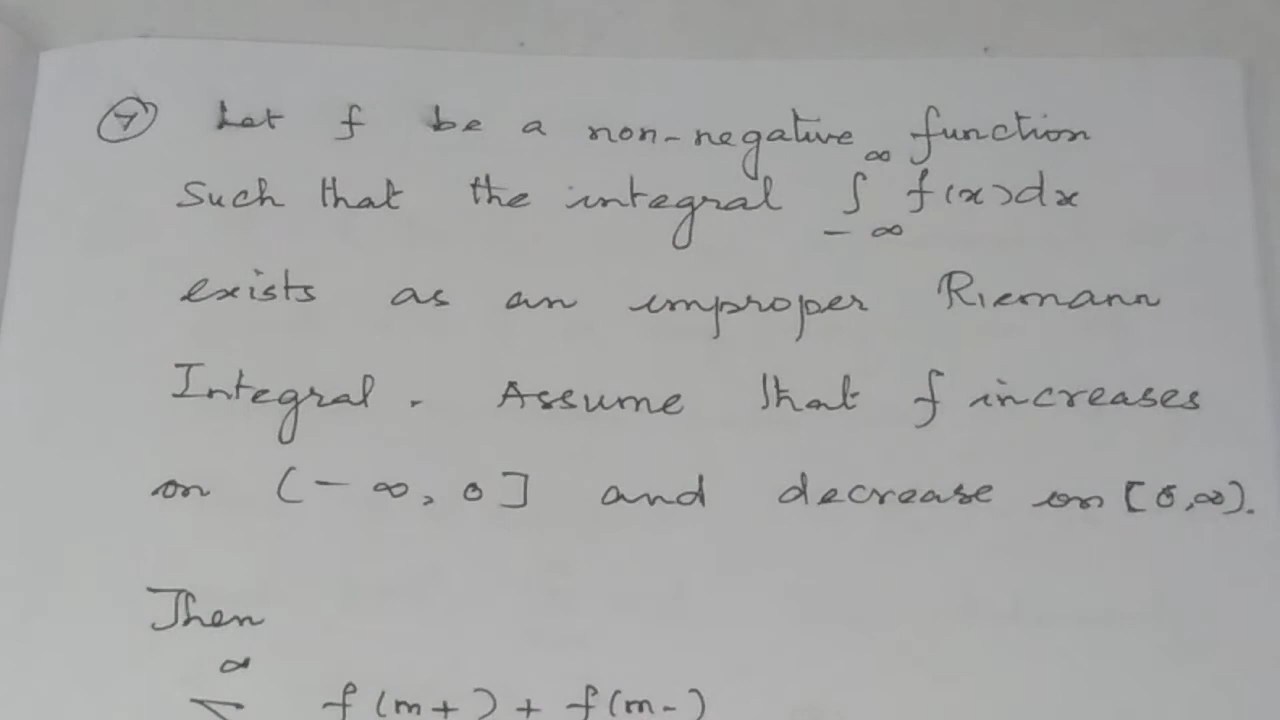 7 Let f be a non-negative function
Such that the integral ∫_{-∞}^{∞} f(x)dx
exists as an improper Riemann
Integral. Assume that f increases
on (-∞, 0] and decrease on [0,∞).
Then
∞
∑ f(m+) + f(m-)